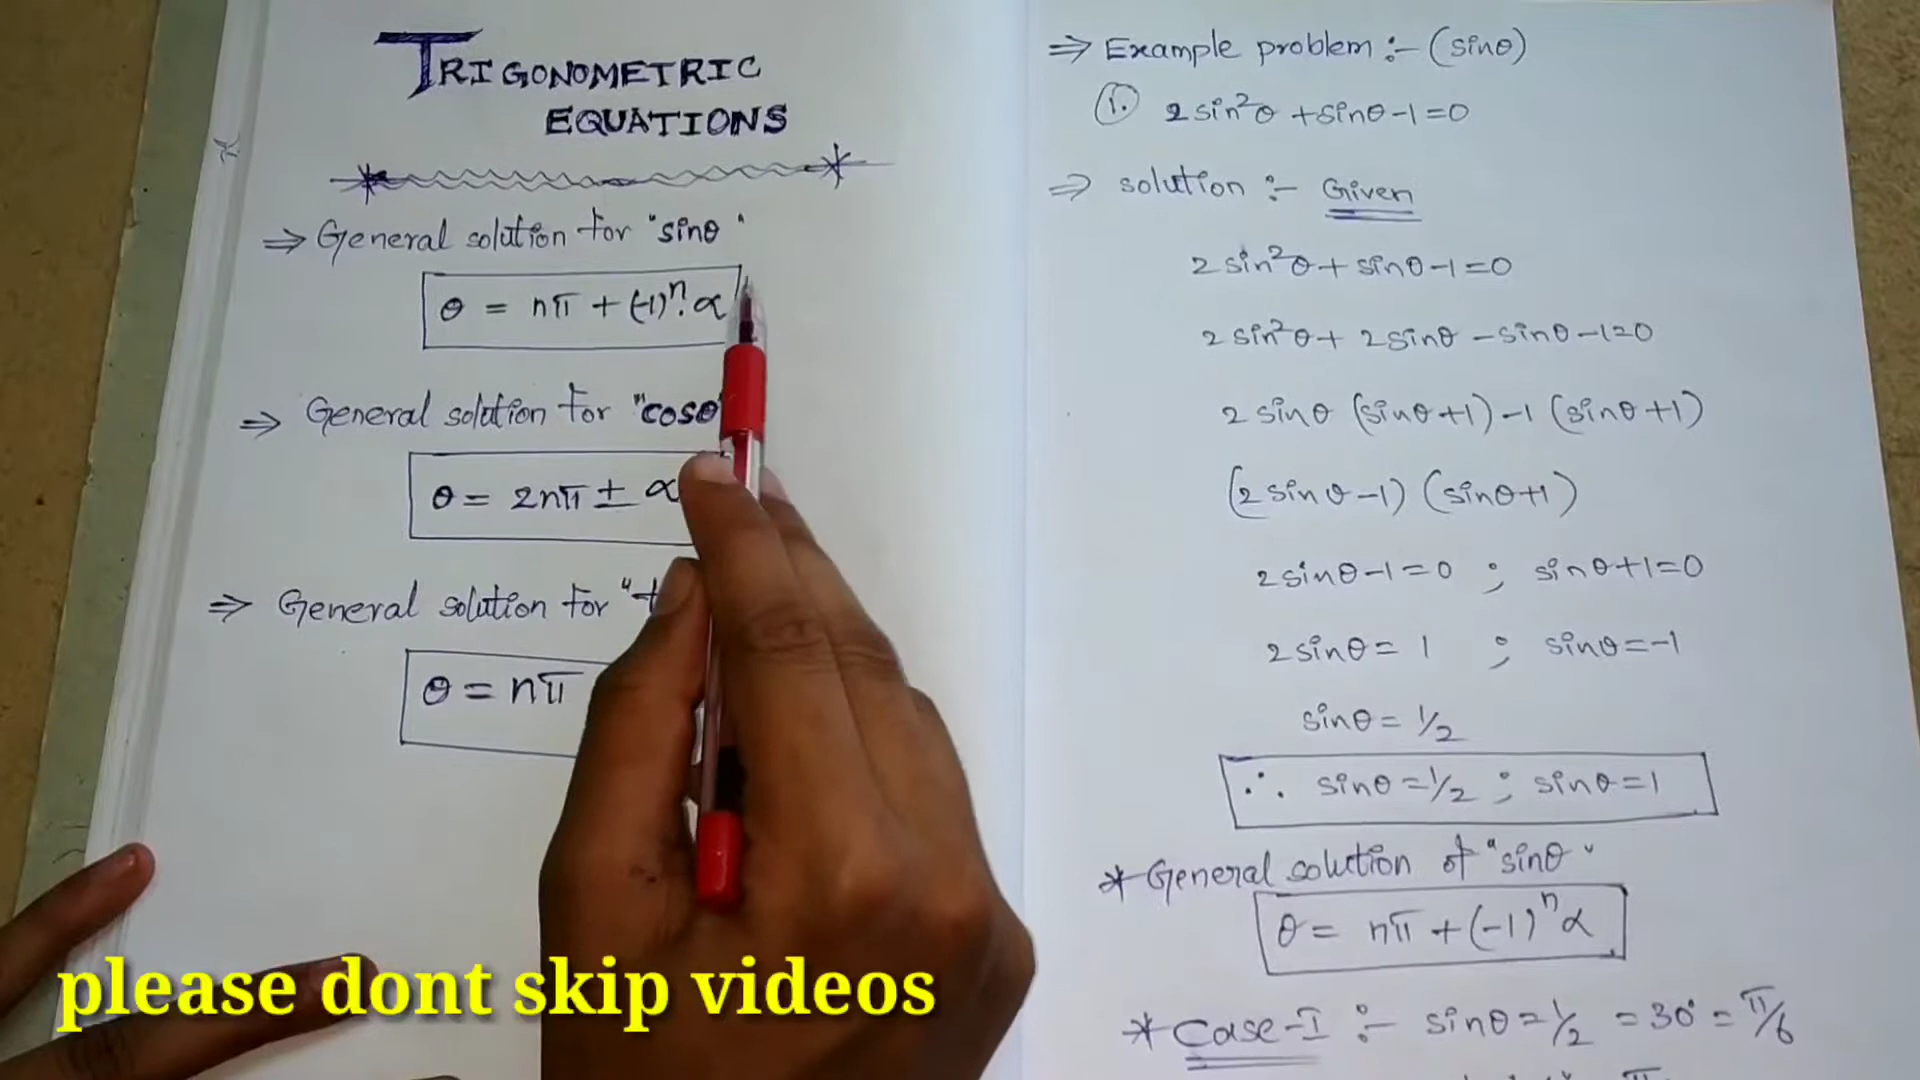 TRIGONOMETRIC
EQUATIONS
⇒ General solution for "sinθ"
θ = nπ + (-1)ⁿ. α
⇒ General solution for "cosθ"
θ = 2nπ ± α
⇒ General solution for "t
θ = nπ
⇒ Example problem :- (sinθ)
1. 2sin²θ + sinθ - 1 = 0
⇒ solution :- Given
2sin²θ + sinθ - 1 = 0
2sin²θ + 2sinθ - sinθ - 1 = 0
2sinθ (sinθ + 1) - 1 (sinθ + 1)
(2sinθ - 1) (sinθ + 1)
2sinθ - 1 = 0 ; sinθ + 1 = 0
2sinθ = 1 ; sinθ = -1
sinθ = 1/2
∴ sinθ = 1/2 ; sinθ = 1
* General solution of "sinθ"
θ = nπ + (-1)ⁿ α
* Case-I :- sinθ = 1/2 = 30° = π/6
please dont skip videos